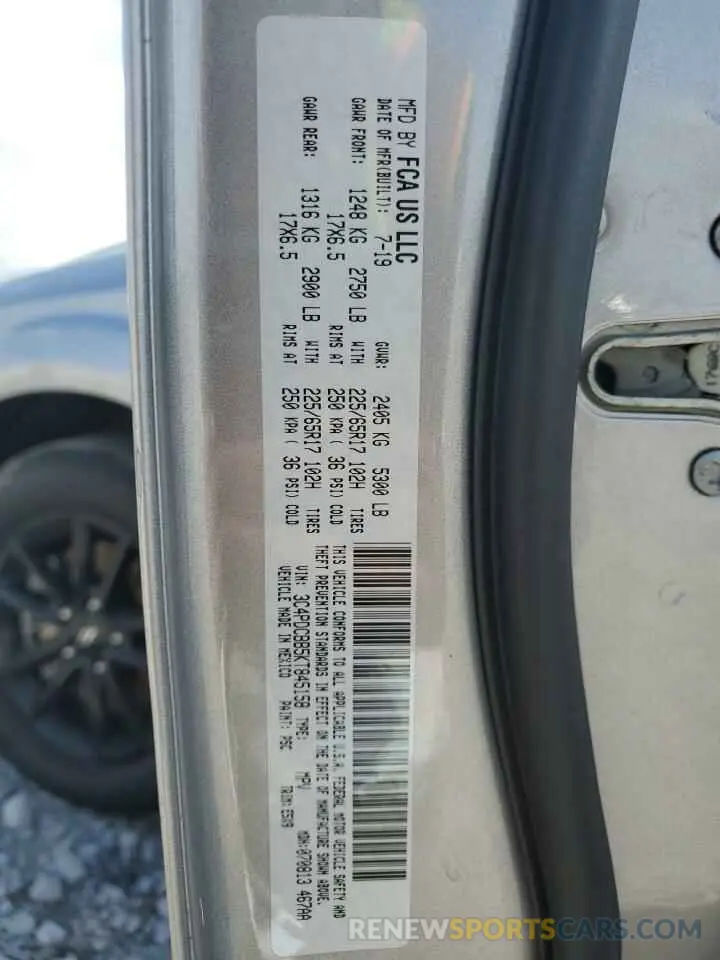 MFD BY FCA US LLC
DATE OF MFR(BUILT): 7-19 GVWR: 2405 KG 5300 LB
GAWR FRONT: 1248 KG 2750 LB WITH 225/65R17 102H TIRES
17X6.5 RIMS AT 250 KPA( 36 PSI) COLD
GAWR REAR: 1316 KG 2900 LB WITH 225/65R17 102H TIRES
17X6.5 RIMS AT 250 KPA( 36 PSI) COLD
THIS VEHICLE CONFORMS TO ALL APPLICABLE U.S.A. FEDERAL MOTOR VEHICLE SAFETY AND
THEFT PREVENTION STANDARDS IN EFFECT ON THE DATE OF MANUFACTURE SHOWN ABOVE.
VIN: 3C4PDCBB5KT845158 TYPE: MPV MDH:070813 467AA
VEHICLE MADE IN MEXICO PAINT: PSC TRIM: E5X9
RENEWSPORTCARS.COM